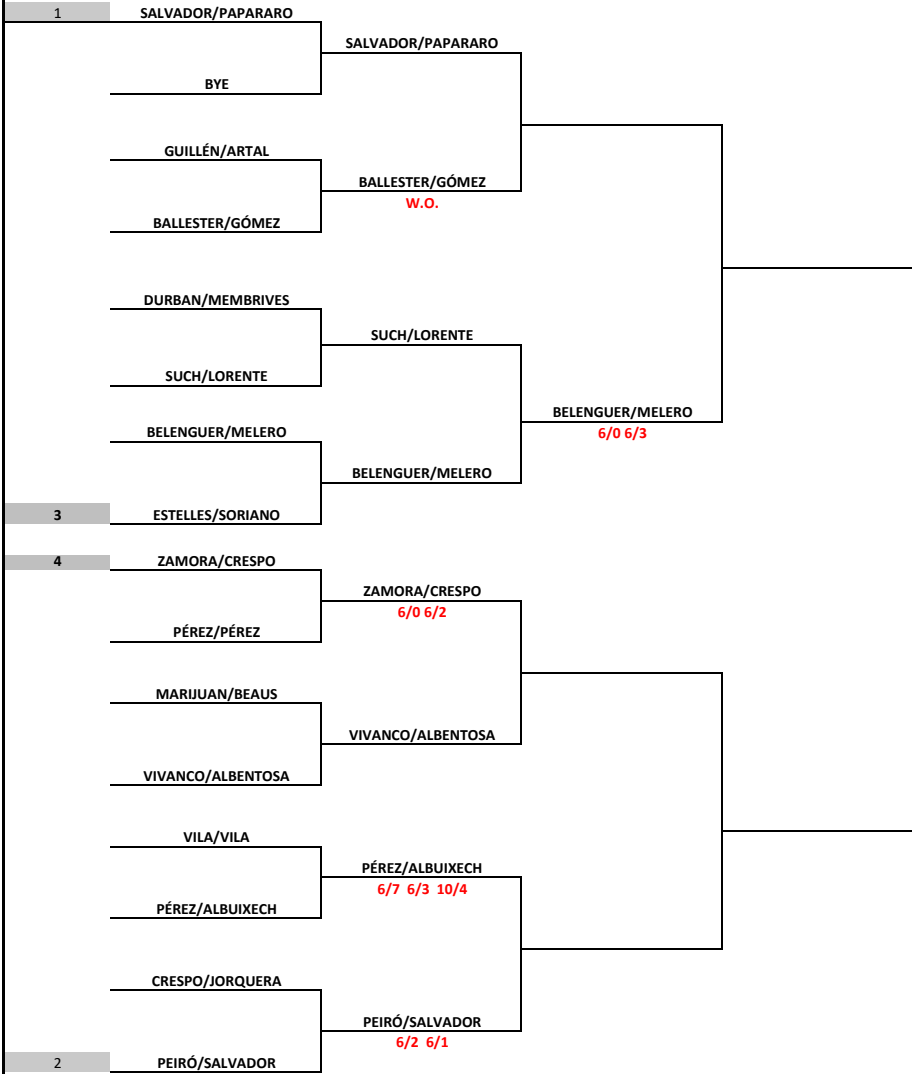 1 SALVADOR/PAPARARO
SALVADOR/PAPARARO
BYE
GUILLÉN/ARTAL
BALLESTER/GÓMEZ
W.O.
BALLESTER/GÓMEZ
DURBAN/MEMBRIVES
SUCH/LORENTE
SUCH/LORENTE
BELENGUER/MELERO
6/0 6/3
BELENGUER/MELERO
BELENGUER/MELERO
3 ESTELLES/SORIANO
4 ZAMORA/CRESPO
ZAMORA/CRESPO
6/0 6/2
PÉREZ/PÉREZ
MARIJUAN/BEAUS
VIVANCO/ALBENTOSA
VIVANCO/ALBENTOSA
VILA/VILA
PÉREZ/ALBUIXECH
6/7 6/3 10/4
PÉREZ/ALBUIXECH
CRESPO/JORQUERA
PEIRÓ/SALVADOR
6/2 6/1
2 PEIRÓ/SALVADOR